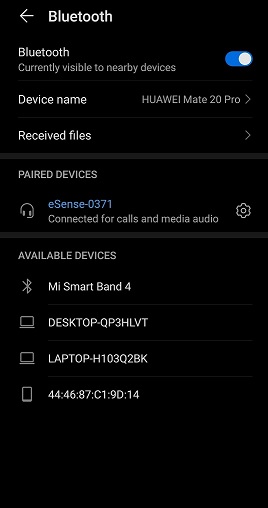 Bluetooth
Bluetooth
Currently visible to nearby devices
Device name HUAWEI Mate 20 Pro
Received files
PAIRED DEVICES
eSense-0371
Connected for calls and media audio
AVAILABLE DEVICES
Mi Smart Band 4
DESKTOP-QP3HLVT
LAPTOP-H103Q2BK
44:46:87:C1:9D:14